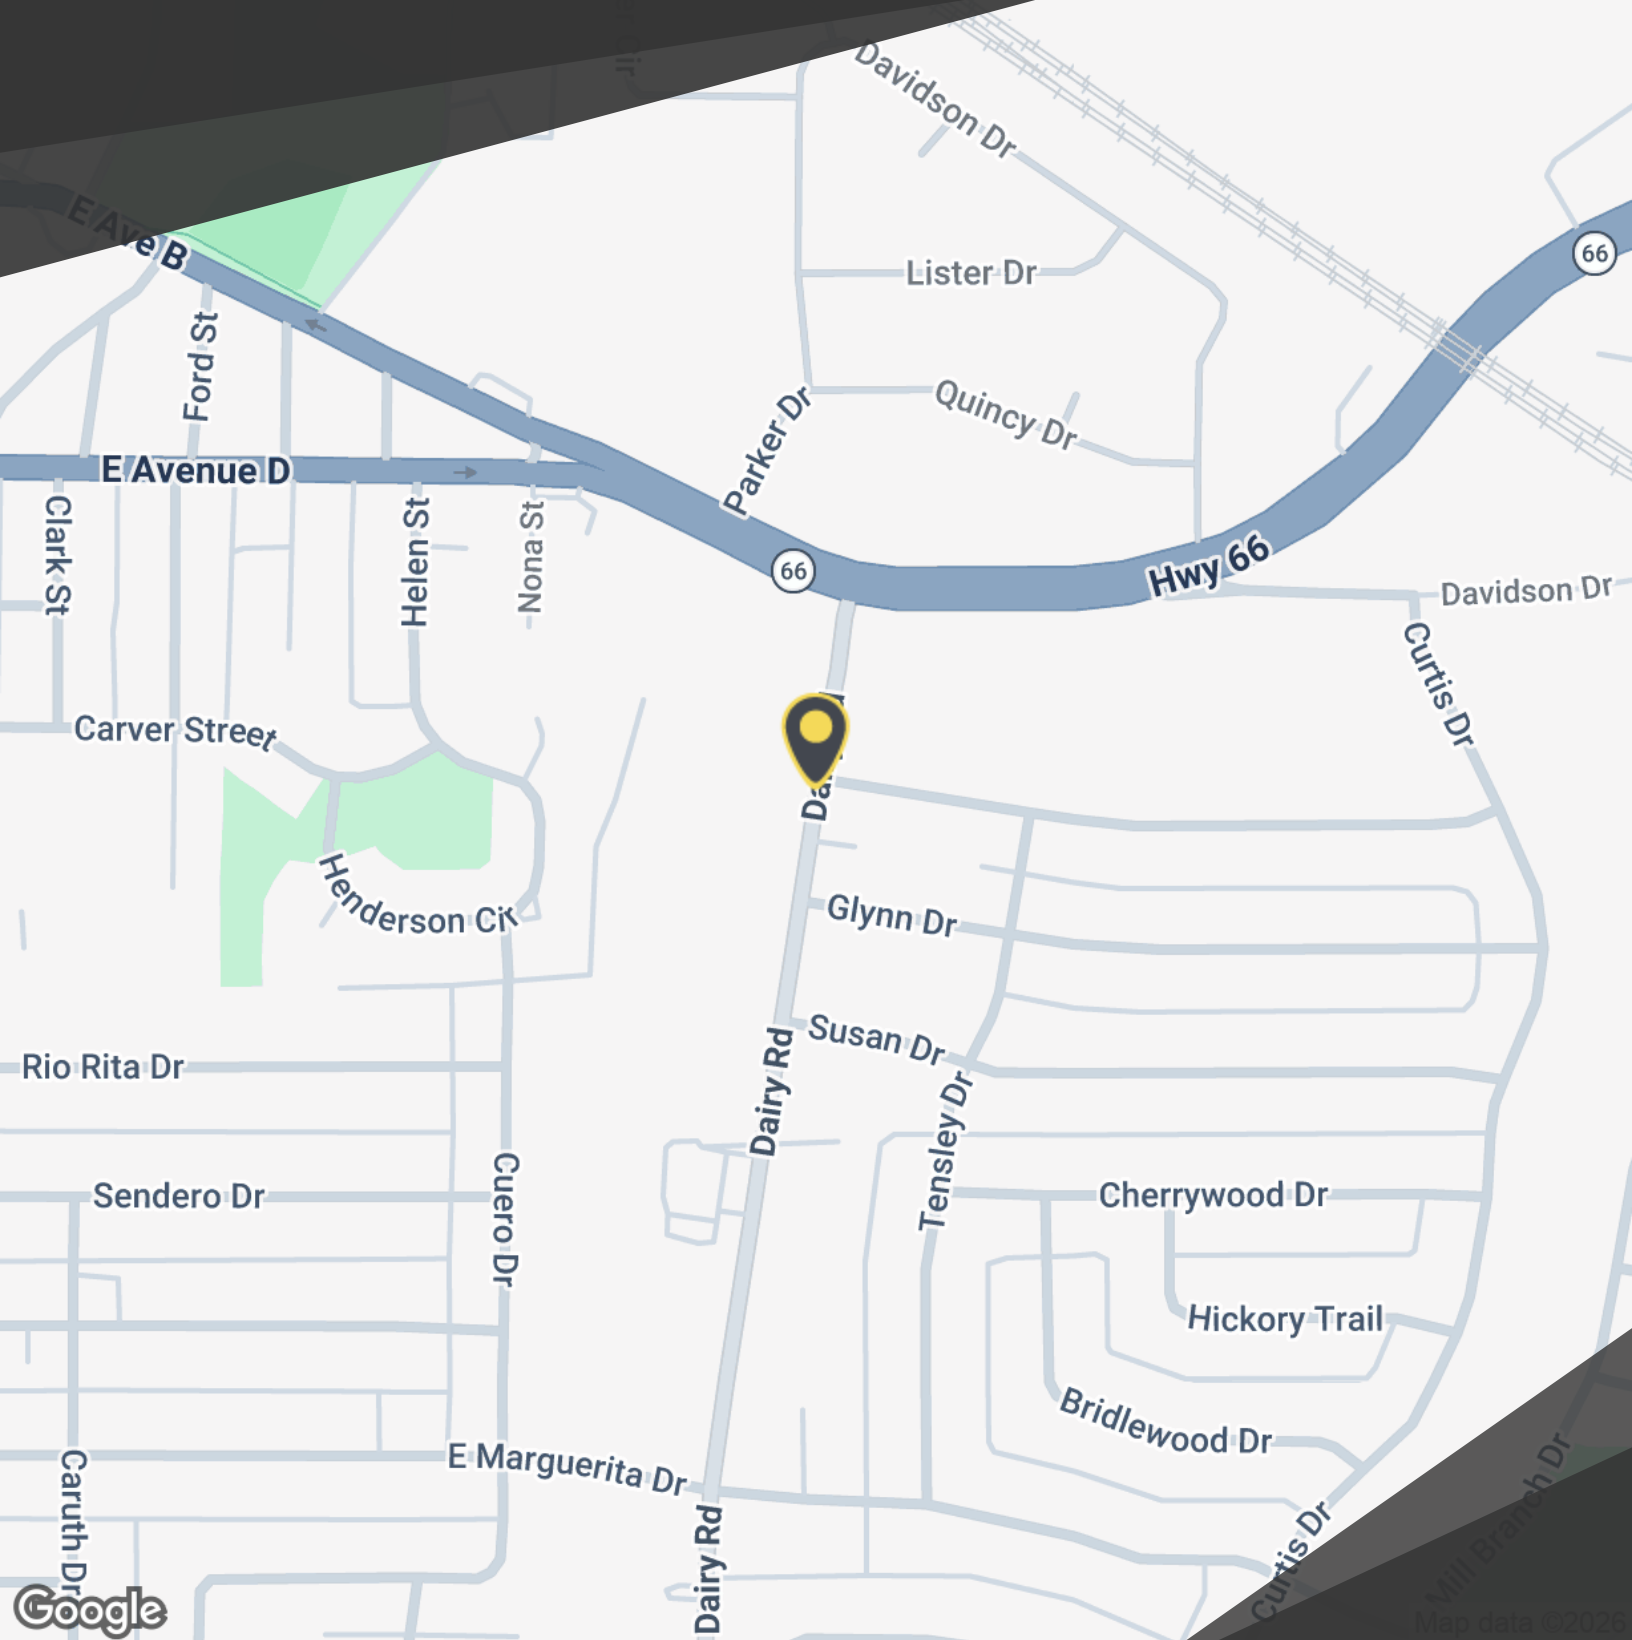 Davidson Dr
E Ave B
66
Lister Dr
Ford St
Quincy Dr
Parker Dr
E Avenue D
Clark St
Helen St
Nona St
66
Hwy 66
Davidson Dr
Curtis Dr
Carver Street
Henderson Cir
Glynn Dr
Susan Dr
Rio Rita Dr
Dairy Rd
Tensley Dr
Cuero Dr
Sendero Dr
Cherrywood Dr
Hickory Trail
Bridlewood Dr
E Marguerita Dr
Caruth Dr
Dairy Rd
Curtis Dr
Mill Branch Dr
Google
Map data ©2026